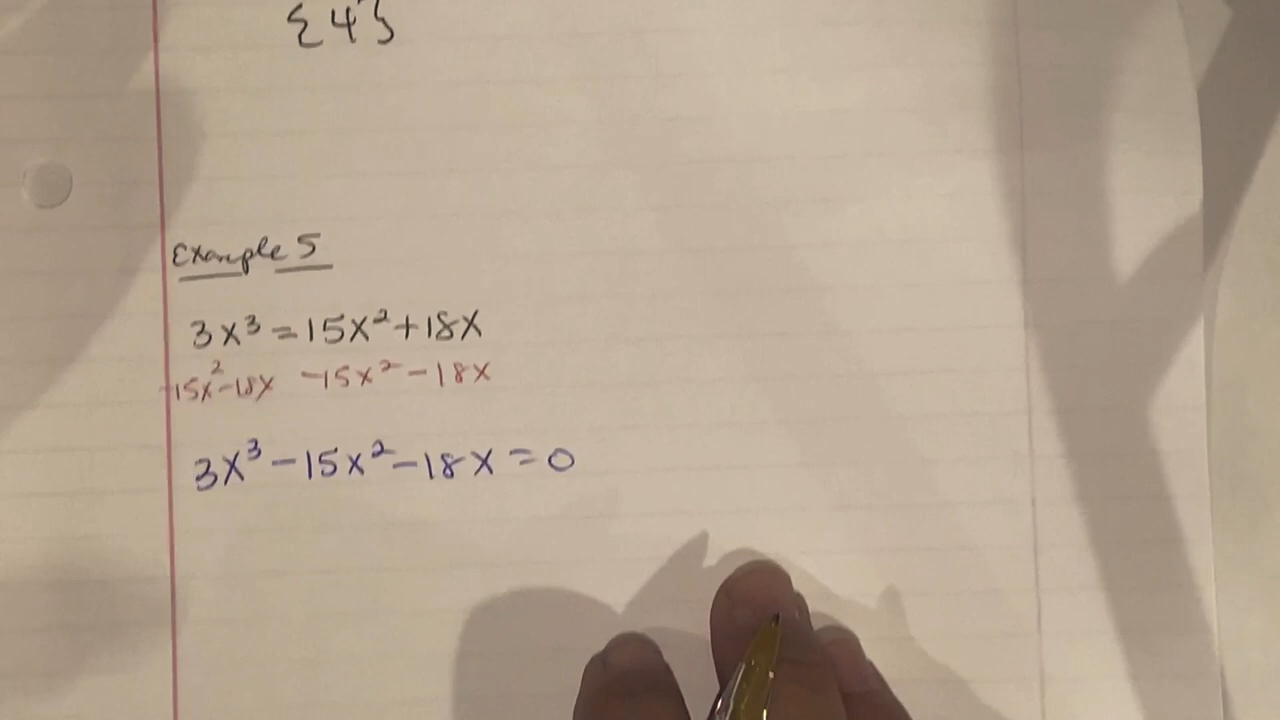 {4}
Example 5
3x³ = 15x² + 18x
-15x² - 18x -15x² - 18x
3x³ - 15x² - 18x = 0